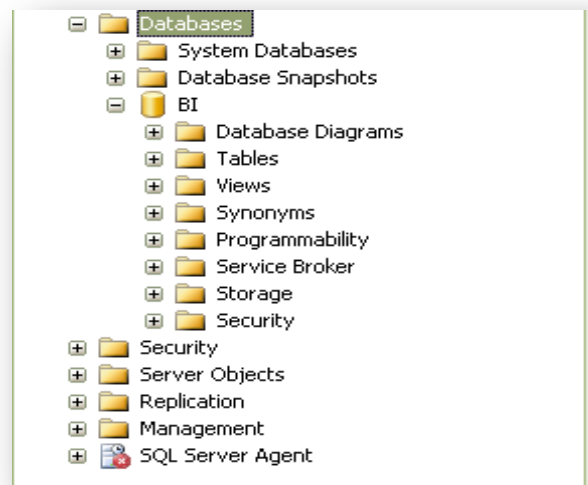 Databases
System Databases
Database Snapshots
BI
Database Diagrams
Tables
Views
Synonyms
Programmability
Service Broker
Storage
Security
Security
Server Objects
Replication
Management
SQL Server Agent